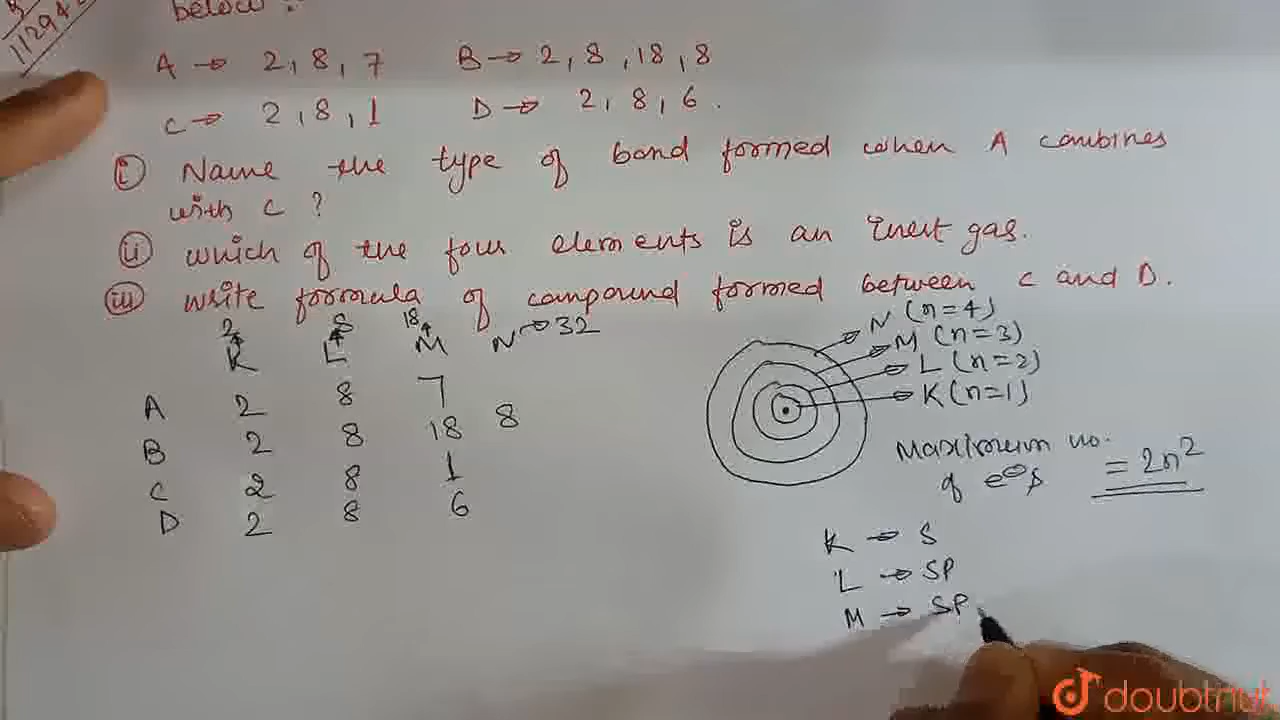 below :
A → 2, 8, 7 B → 2, 8, 18, 8
C → 2, 8, 1 D → 2, 8, 6.
(i) Name the type of bond formed when A combines
with C ?
(ii) which of the four elements is an Inert gas.
(iii) write formula of compound formed between C and D.
2 8 18 N → 32
K L M
A 2 8 7
B 2 8 18 8
C 2 8 1
D 2 8 6
N (n=4)
M (n=3)
L (n=2)
K (n=1)
Maximum no.
of e⊖s = 2n²
K → S
L → SP
M → SP
doubtnut